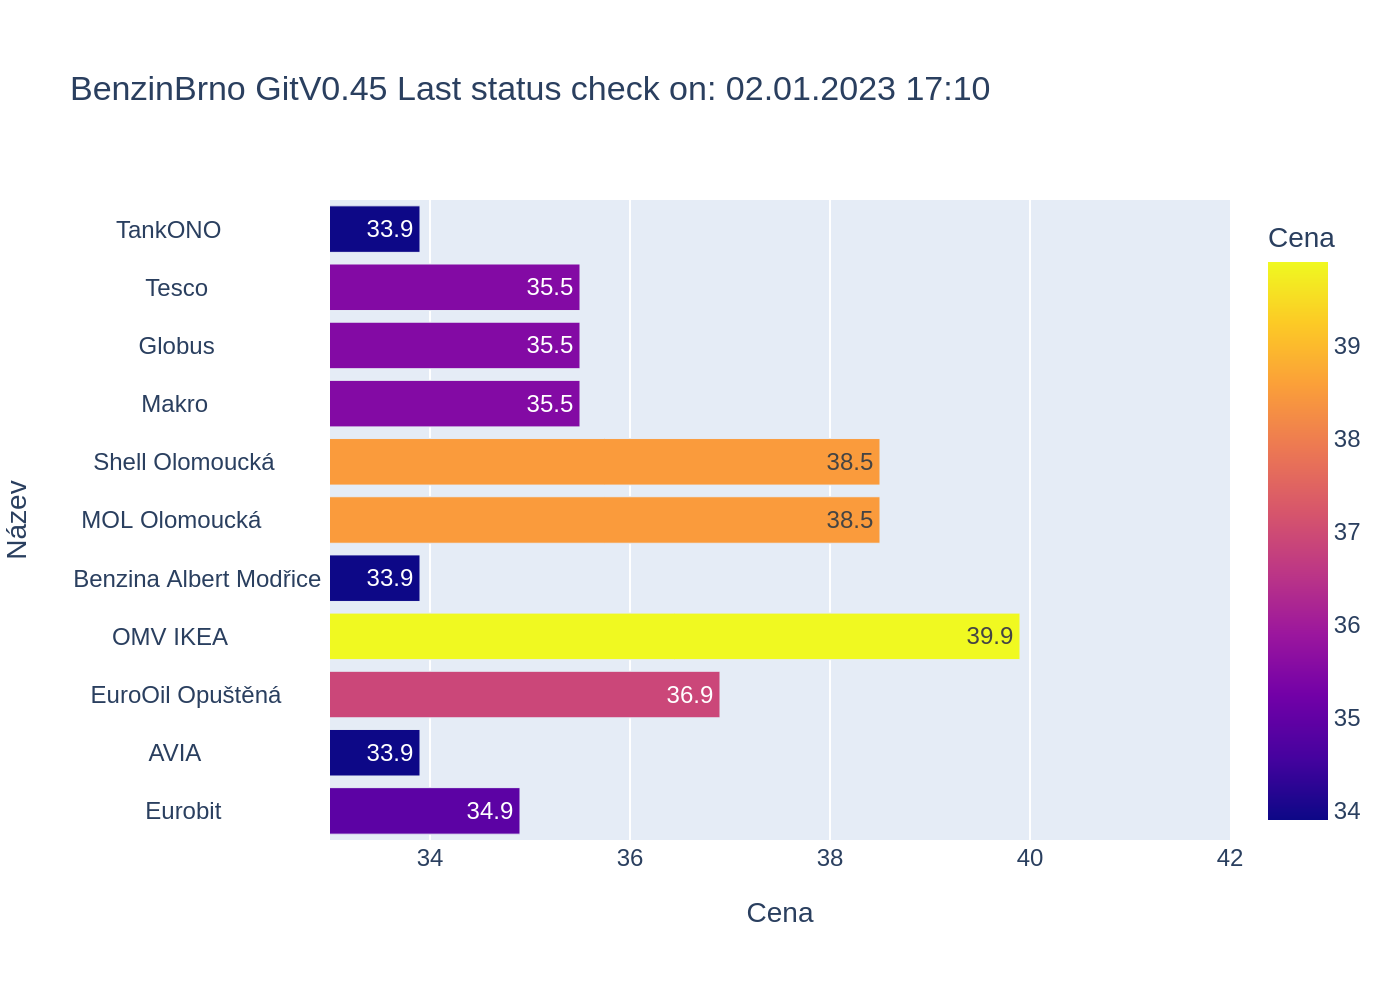 BenzinBrno GitV0.45 Last status check on: 02.01.2023 17:10
Cena
TankONO 33.9
Tesco 35.5
Globus 35.5
Makro 35.5
Shell Olomoucká 38.5
MOL Olomoucká 38.5
Benzina Albert Modřice 33.9
OMV IKEA 39.9
EuroOil Opuštěná 36.9
AVIA 33.9
Eurobit 34.9
Název
34 36 38 40 42
Cena
39
38
37
36
35
34